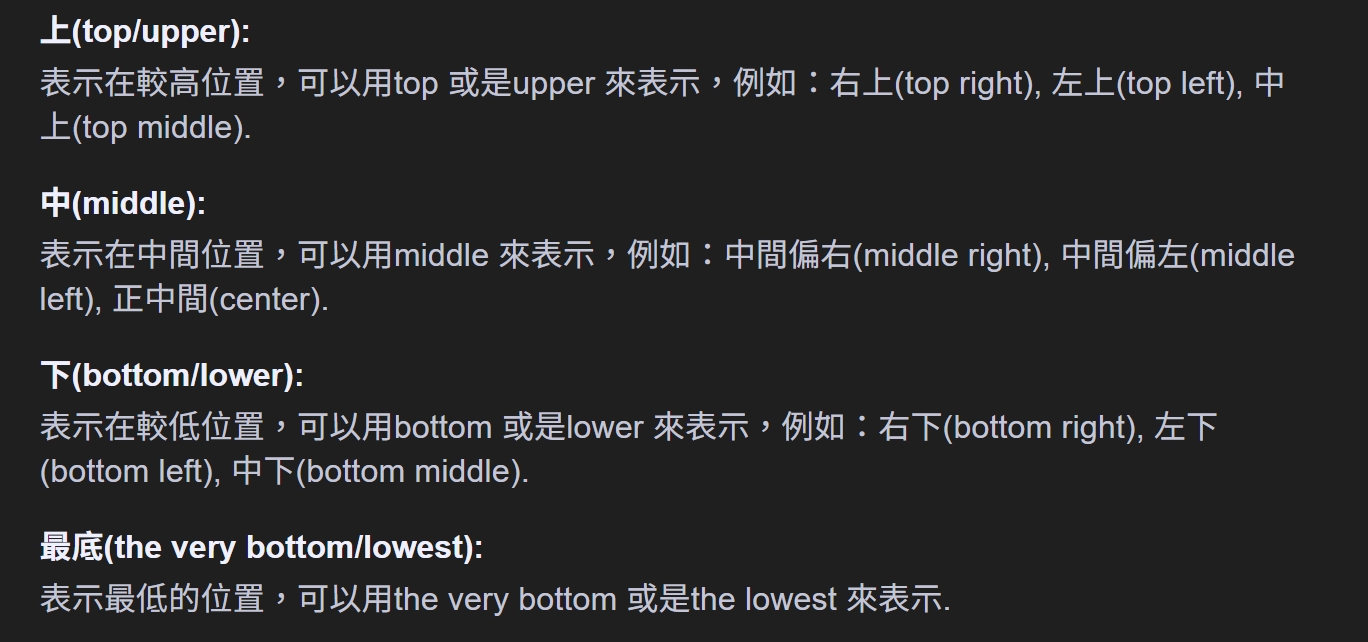 上(top/upper):
表示在較高位置，可以用top 或是upper 來表示，例如：右上(top right), 左上(top left), 中
上(top middle).
中(middle):
表示在中間位置，可以用middle 來表示，例如：中間偏右(middle right), 中間偏左(middle
left), 正中間(center).
下(bottom/lower):
表示在較低位置，可以用bottom 或是lower 來表示，例如：右下(bottom right), 左下
(bottom left), 中下(bottom middle).
最底(the very bottom/lowest):
表示最低的位置，可以用the very bottom 或是the lowest 來表示.